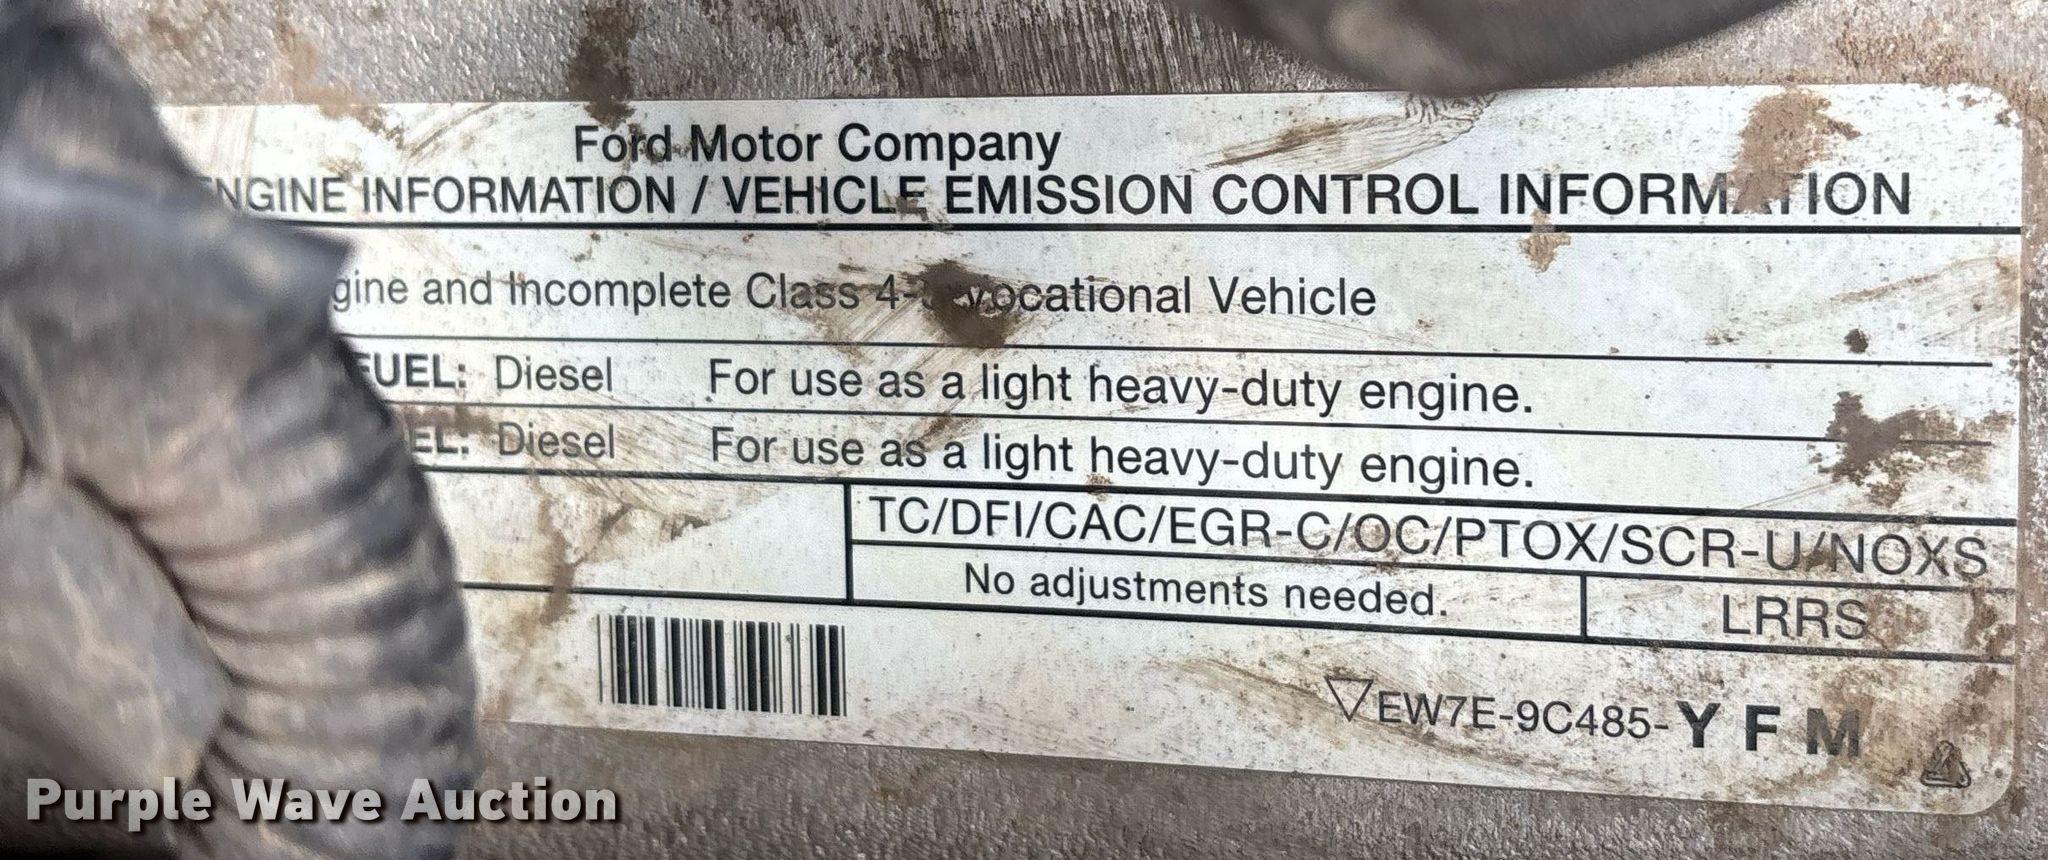 Ford Motor Company
ENGINE INFORMATION / VEHICLE EMISSION CONTROL INFORMATION
gine and Incomplete Class 4- vocational Vehicle
FUEL: Diesel For use as a light heavy-duty engine.
EL: Diesel For use as a light heavy-duty engine.
TC/DFI/CAC/EGR-C/OC/PTOX/SCR-U/NOXS
No adjustments needed. LRRS
EW7E-9C485-Y F M
Purple Wave Auction